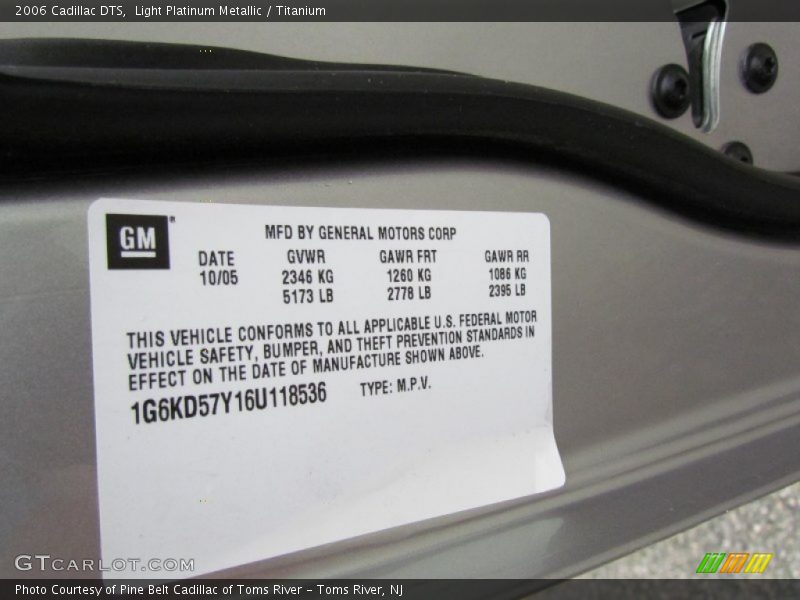 2006 Cadillac DTS, Light Platinum Metallic / Titanium
GM
MFD BY GENERAL MOTORS CORP
DATE GVWR GAWR FRT GAWR RR
10/05 2346 KG 1260 KG 1086 KG
5173 LB 2778 LB 2395 LB
THIS VEHICLE CONFORMS TO ALL APPLICABLE U.S. FEDERAL MOTOR
VEHICLE SAFETY, BUMPER, AND THEFT PREVENTION STANDARDS IN
EFFECT ON THE DATE OF MANUFACTURE SHOWN ABOVE.
1G6KD57Y16U118536 TYPE: M.P.V.
GTCARLOT.COM
Photo Courtesy of Pine Belt Cadillac of Toms River - Toms River, NJ